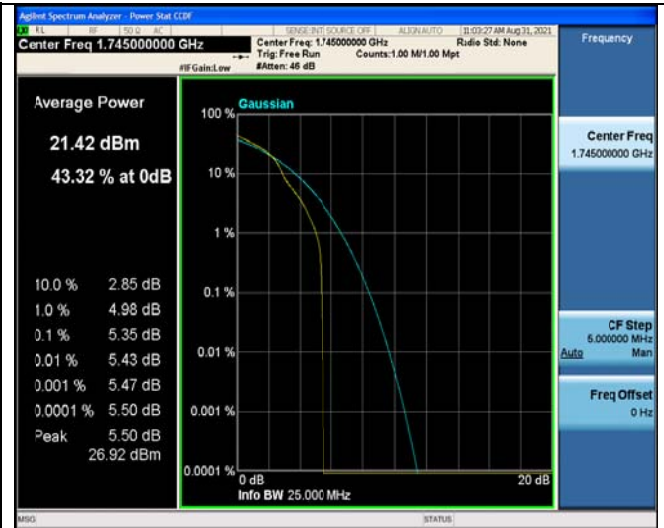 Agilent Spectrum Analyzer - Power Stat CCDF
RL RF 50 Ω AC SENSE:INT SOURCE OFF ALIGN AUTO 11:03:27 AM Aug 31, 2021
Center Freq 1.745000000 GHz
Center Freq: 1.745000000 GHz Radio Std: None
Trig: Free Run Counts:1.00 M/1.00 Mpt
#IFGain:Low #Atten: 46 dB
Frequency
Average Power
21.42 dBm
43.32 % at 0dB
10.0 % 2.85 dB
1.0 % 4.98 dB
0.1 % 5.35 dB
0.01 % 5.43 dB
0.001 % 5.47 dB
0.0001 % 5.50 dB
Peak 5.50 dB
26.92 dBm
Gaussian
100 %
10 %
1 %
0.1 %
0.01 %
0.001 %
0.0001 %
0 dB 20 dB
Info BW 25.000 MHz
Center Freq
1.745000000 GHz
CF Step
5.000000 MHz
Auto Man
Freq Offset
0 Hz
MSG STATUS